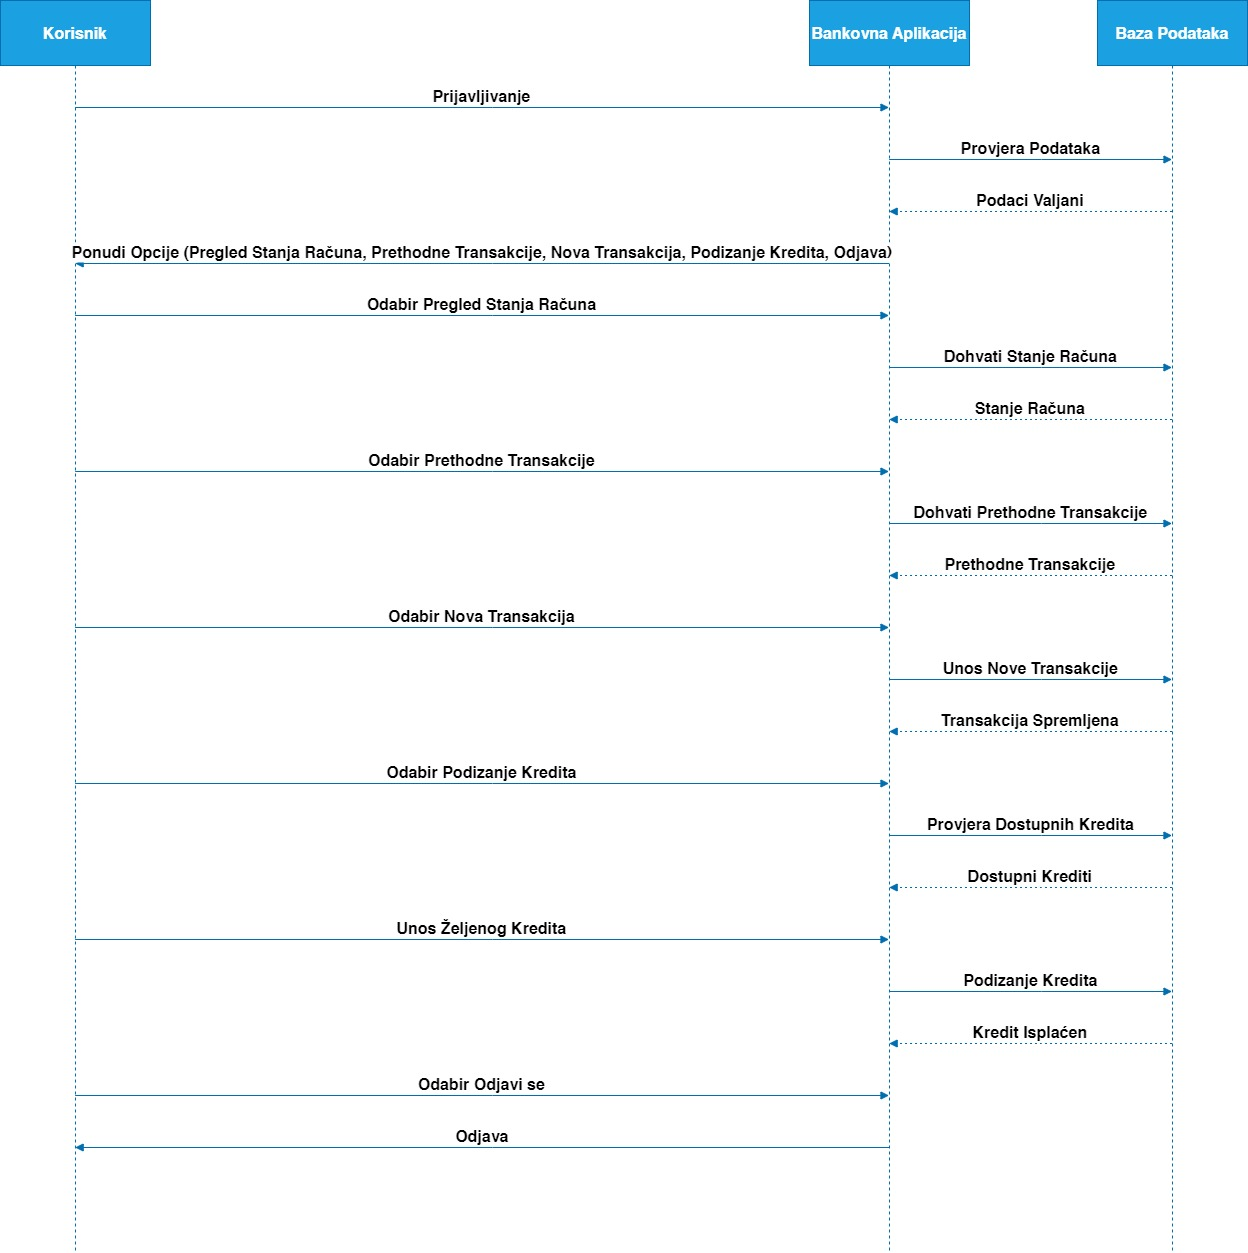 Korisnik
Bankovna Aplikacija
Baza Podataka
Prijavljivanje
Provjera Podataka
Podaci Valjani
Ponudi Opcije (Pregled Stanja Računa, Prethodne Transakcije, Nova Transakcija, Podizanje Kredita, Odjava)
Odabir Pregled Stanja Računa
Dohvati Stanje Računa
Stanje Računa
Odabir Prethodne Transakcije
Dohvati Prethodne Transakcije
Prethodne Transakcije
Odabir Nova Transakcija
Unos Nove Transakcije
Transakcija Spremljena
Odabir Podizanje Kredita
Provjera Dostupnih Kredita
Dostupni Krediti
Unos Željenog Kredita
Podizanje Kredita
Kredit Isplaćen
Odabir Odjavi se
Odjava